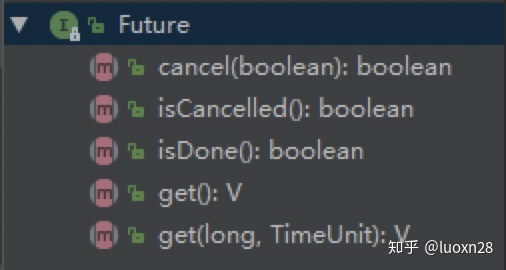 Future
cancel(boolean): boolean
isCancelled(): boolean
isDone(): boolean
get(): V
get(long, TimeUnit): V
知乎 @luoxn28